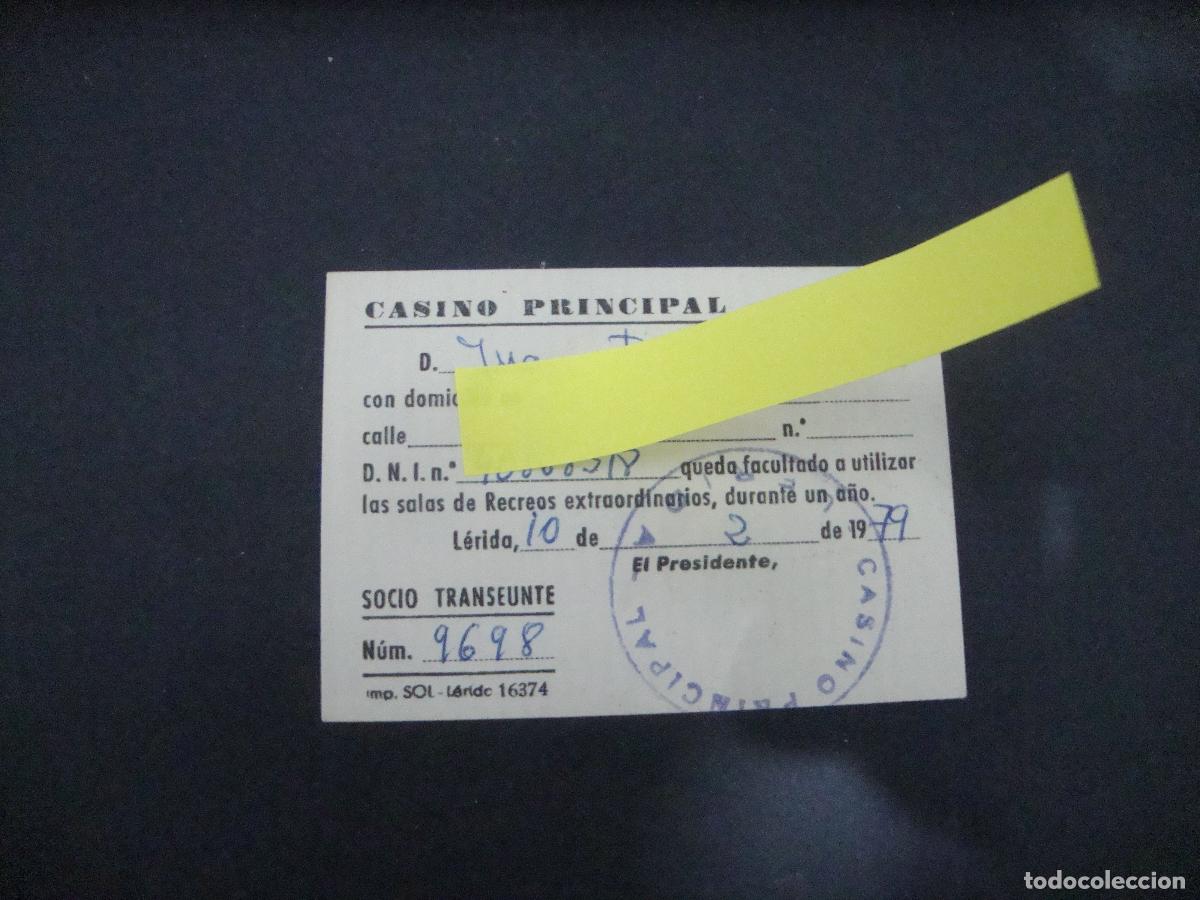 CASINO PRINCIPAL
D.
con domic
calle n.°
D. N. I. n.° queda facultado a utilizar
las salas de Recreos extraordinarios, durante un año.
Lérida, 10 de 2 de 1979
El Presidente,
SOCIO TRANSEUNTE
Núm. 9698
Imp. SOL - Lérida 16374
CASINO PRINCIPAL
todocoleccion